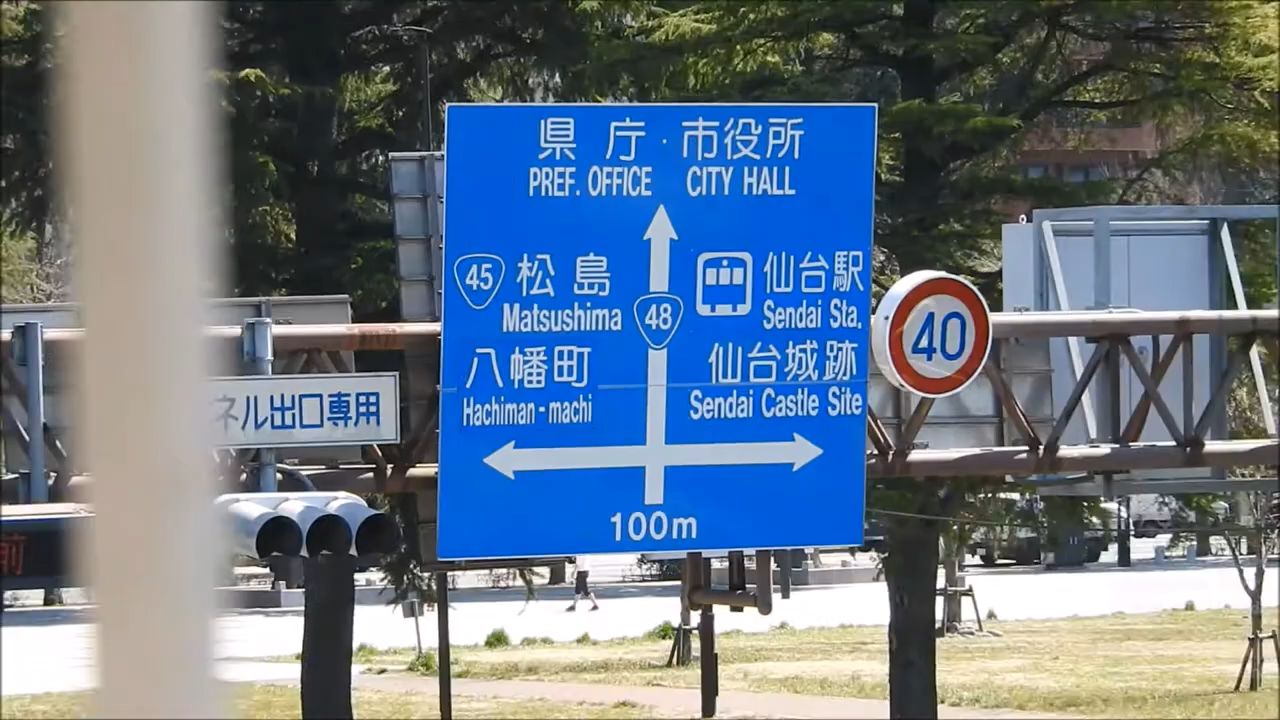 県庁・市役所
PREF. OFFICE CITY HALL
45 松島
Matsushima
48
仙台駅
Sendai Sta.
八幡町
Hachiman-machi
仙台城跡
Sendai Castle Site
100m
40
ネル出口専用
前